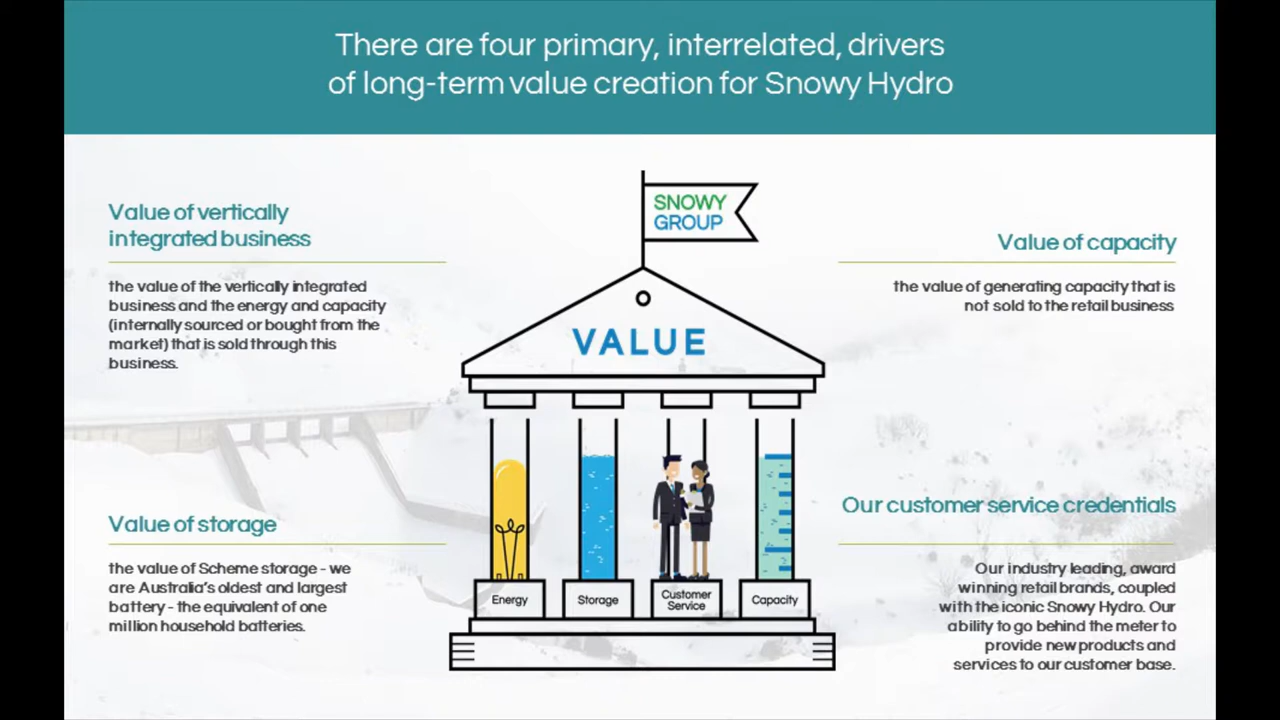 There are four primary, interrelated, drivers
of long-term value creation for Snowy Hydro
SNOWY
GROUP
VALUE
Value of vertically
integrated business
the value of the vertically integrated
business and the energy and capacity
(internally sourced or bought from the
market) that is sold through this
business.
Value of capacity
the value of generating capacity that is
not sold to the retail business
Value of storage
the value of Scheme storage - we
are Australia's oldest and largest
battery - the equivalent of one
million household batteries.
Our customer service credentials
Our industry leading, award
winning retail brands, coupled
with the iconic Snowy Hydro. Our
ability to go behind the meter to
provide new products and
services to our customer base.
Energy
Storage
Customer
Service
Capacity